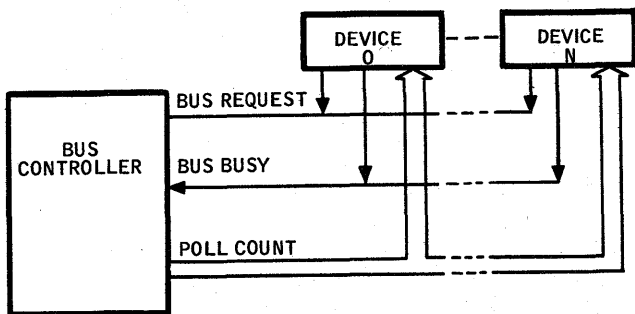 DEVICE
0
DEVICE
N
BUS REQUEST
BUS
CONTROLLER
BUS BUSY
POLL COUNT